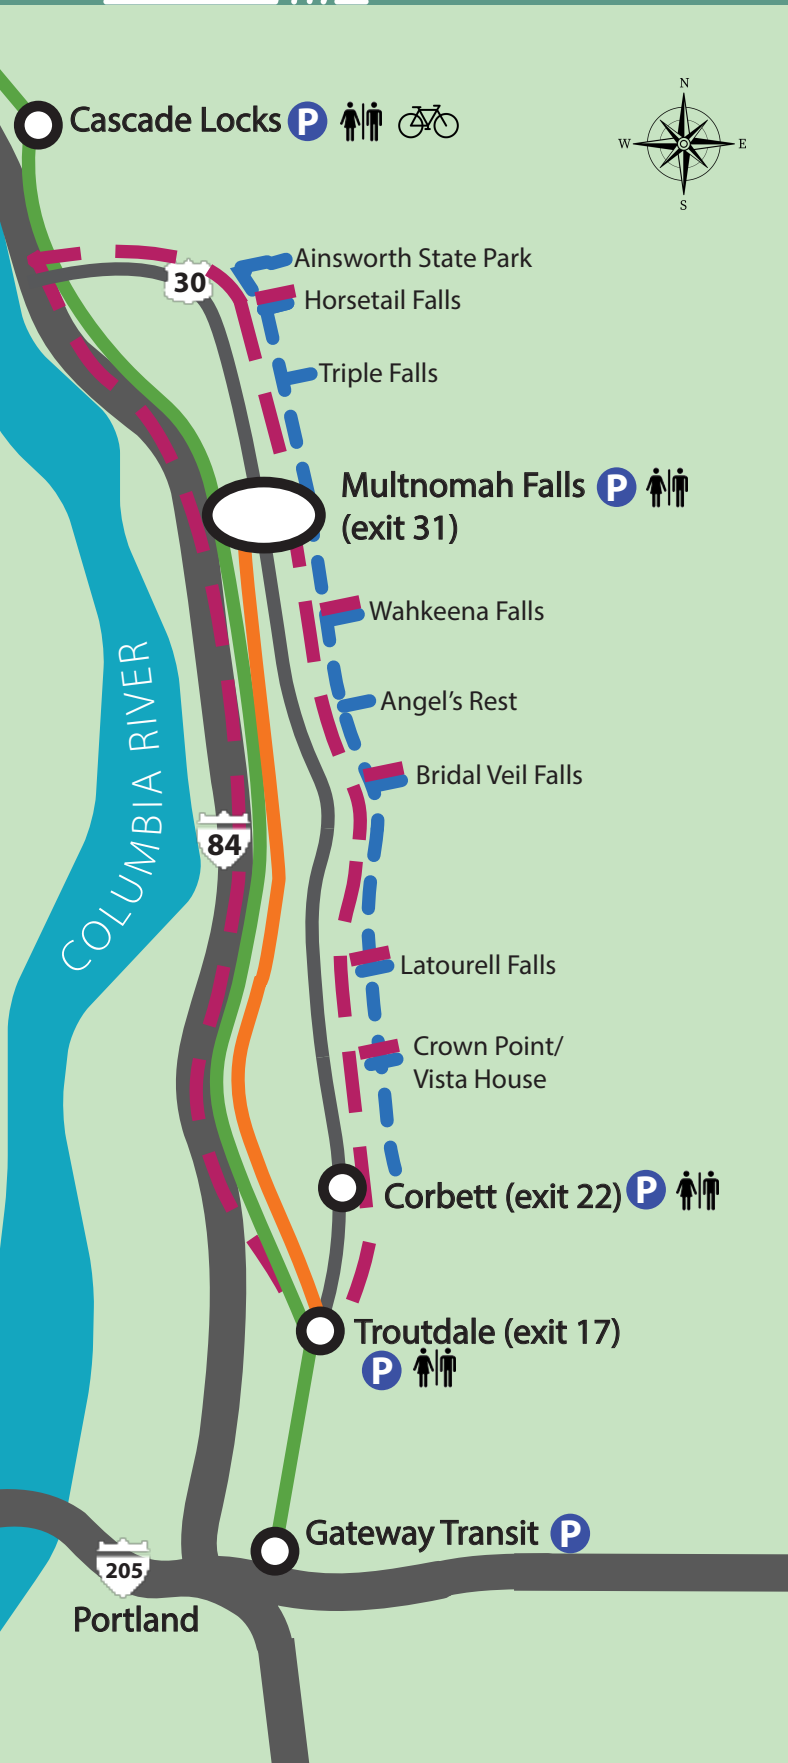 N
W E
S
Cascade Locks P
Ainsworth State Park
30
Horsetail Falls
Triple Falls
Multnomah Falls P
(exit 31)
Wahkeena Falls
COLUMBIA RIVER
Angel’s Rest
Bridal Veil Falls
84
Latourell Falls
Crown Point/
Vista House
Corbett (exit 22) P
Troutdale (exit 17)
P
Gateway Transit P
205
Portland